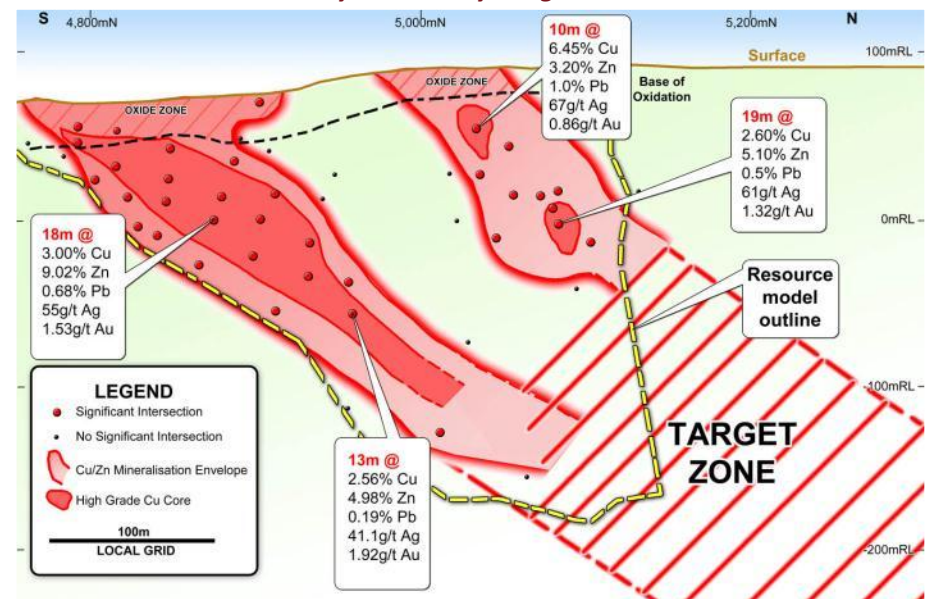 S
4,800mN
5,000mN
5,200mN
N
100mRL
Surface
OXIDE ZONE
OXIDE ZONE
Base of
Oxidation
10m @
6.45% Cu
3.20% Zn
1.0% Pb
67g/t Ag
0.86g/t Au
19m @
2.60% Cu
5.10% Zn
0.5% Pb
61g/t Ag
1.32g/t Au
0mRL
18m @
3.00% Cu
9.02% Zn
0.68% Pb
55g/t Ag
1.53g/t Au
Resource
model
outline
LEGEND
Significant Intersection
No Significant Intersection
Cu/Zn Mineralisation Envelope
High Grade Cu Core
100m
LOCAL GRID
-100mRL
TARGET
ZONE
13m @
2.56% Cu
4.98% Zn
0.19% Pb
41.1g/t Ag
1.92g/t Au
-200mRL